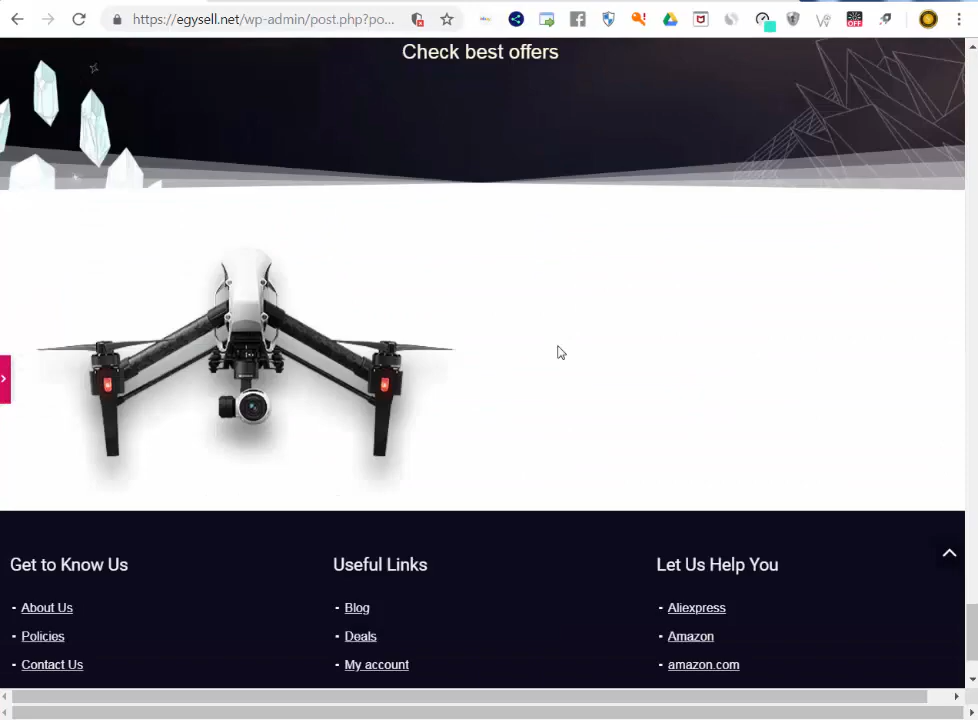 https://egysell.net/wp-admin/post.php?po...
OFF
Check best offers
Get to Know Us
About Us
Policies
Contact Us
Useful Links
Blog
Deals
My account
Let Us Help You
Aliexpress
Amazon
amazon.com